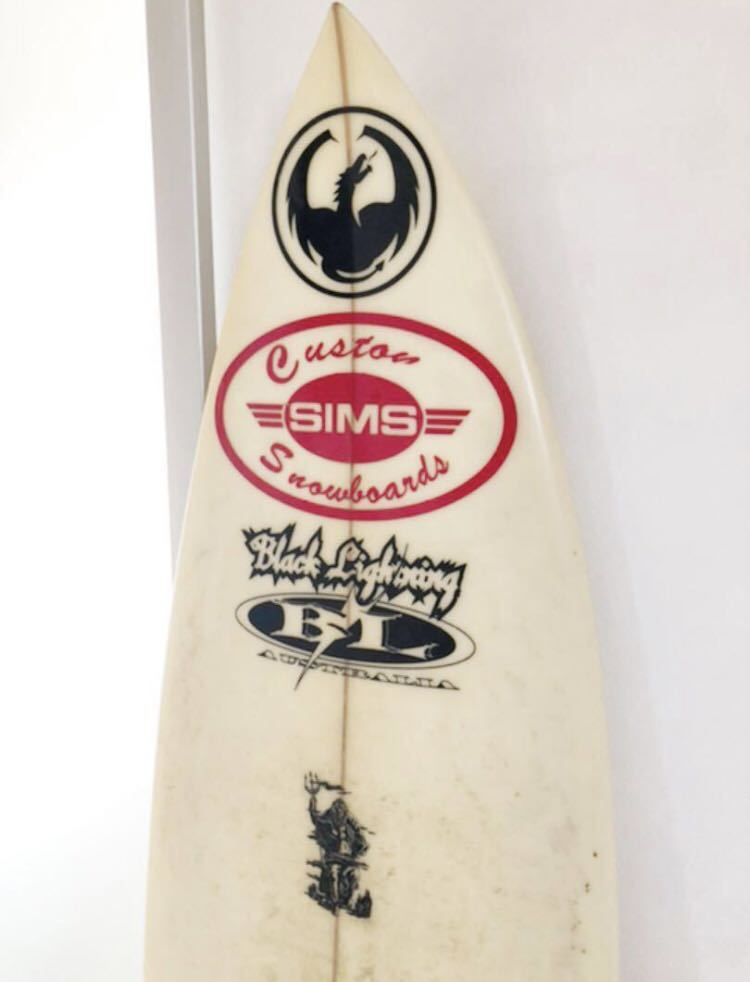 Custom
SIMS
Snowboards
Black Lightning
BL
AUSTRALIA